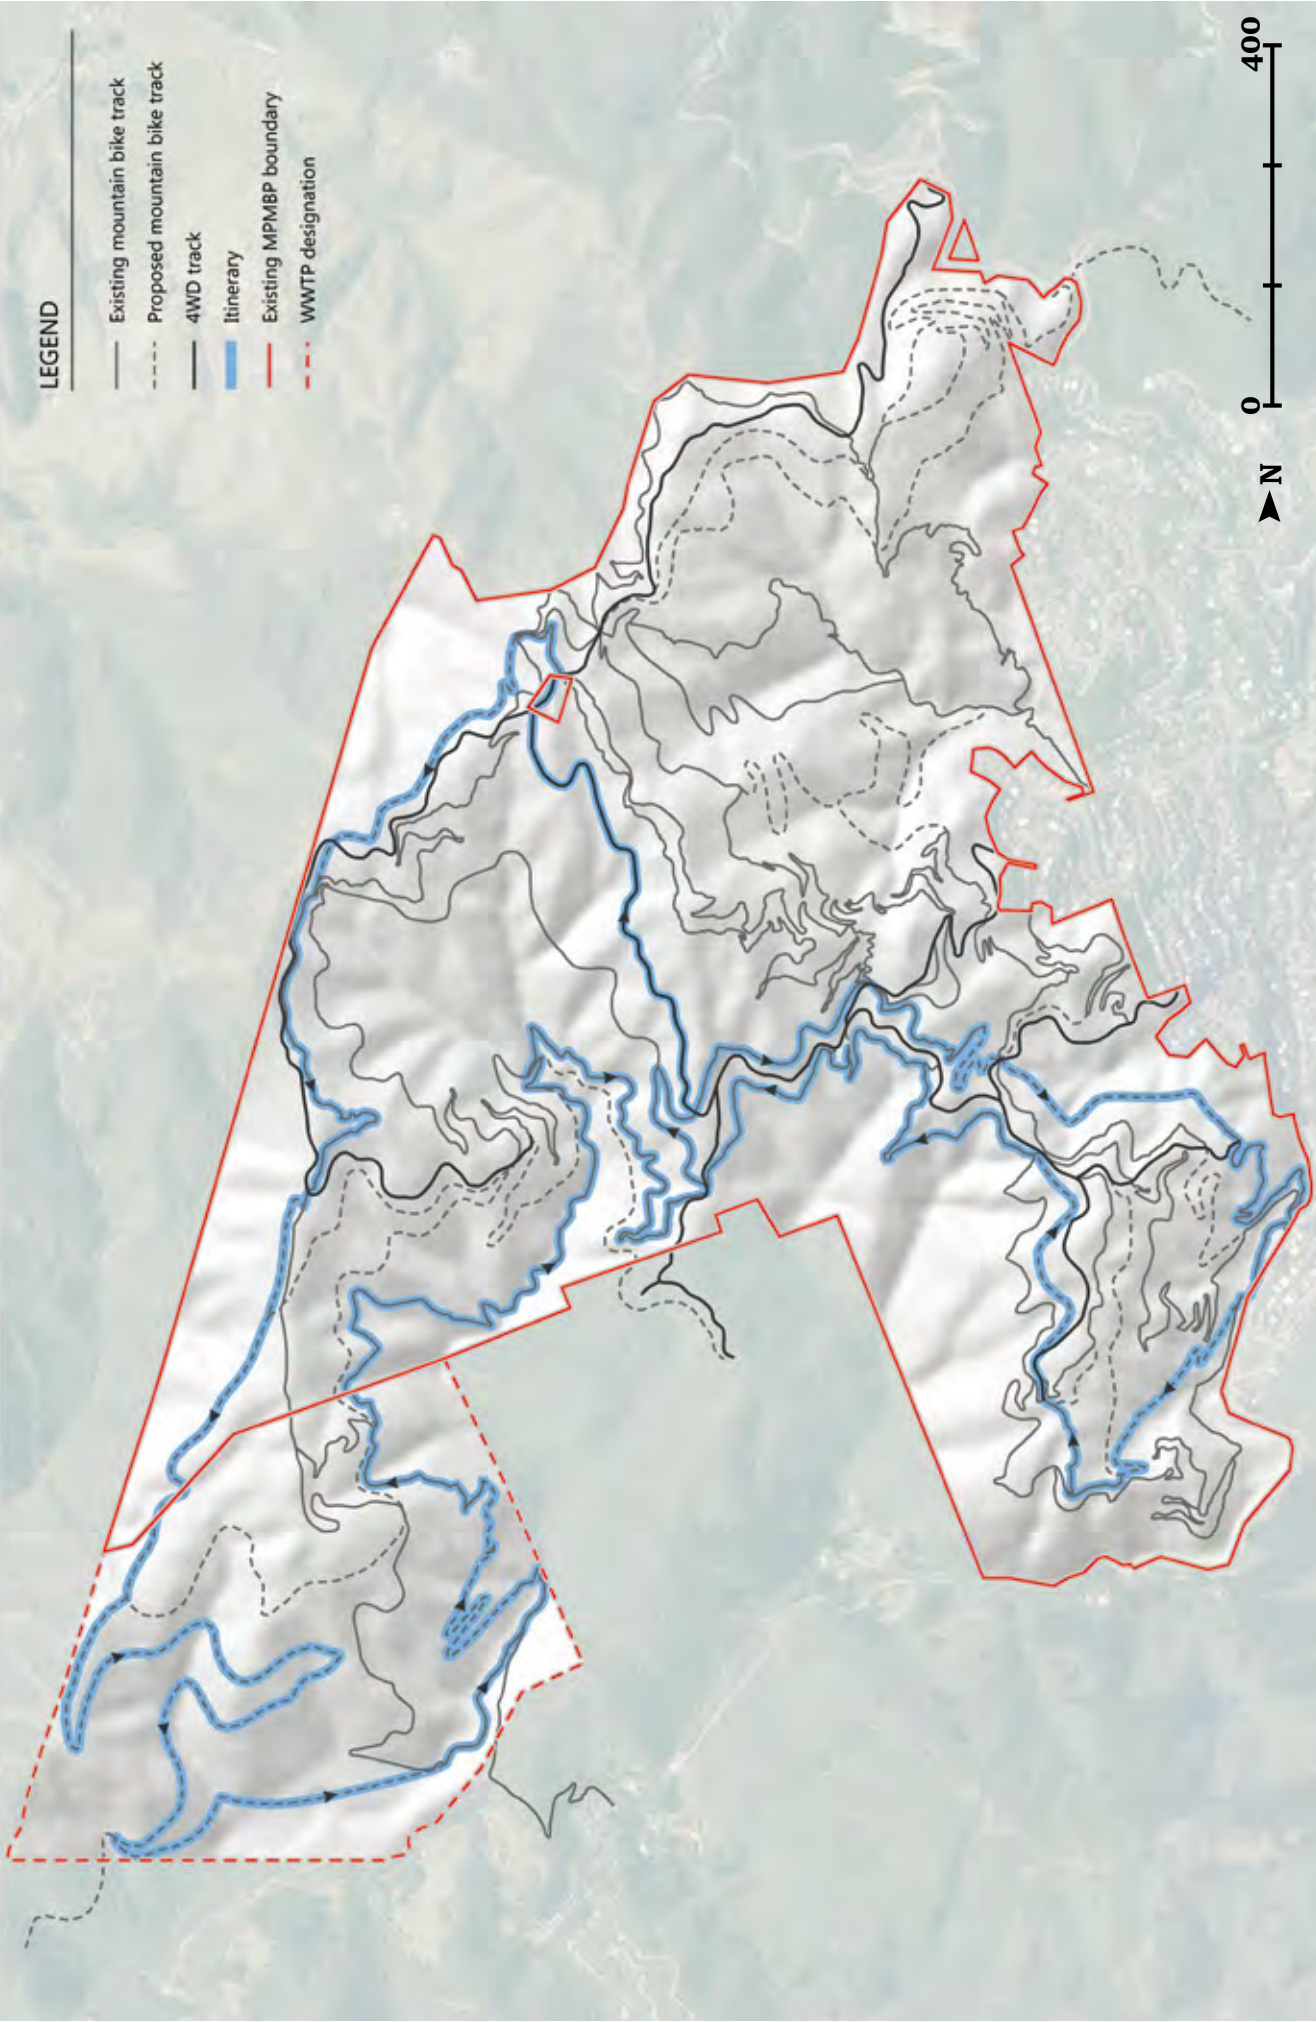 LEGEND
Existing mountain bike track
Proposed mountain bike track
4WD track
Itinerary
Existing MPMBP boundary
WWTP designation
N
0
400